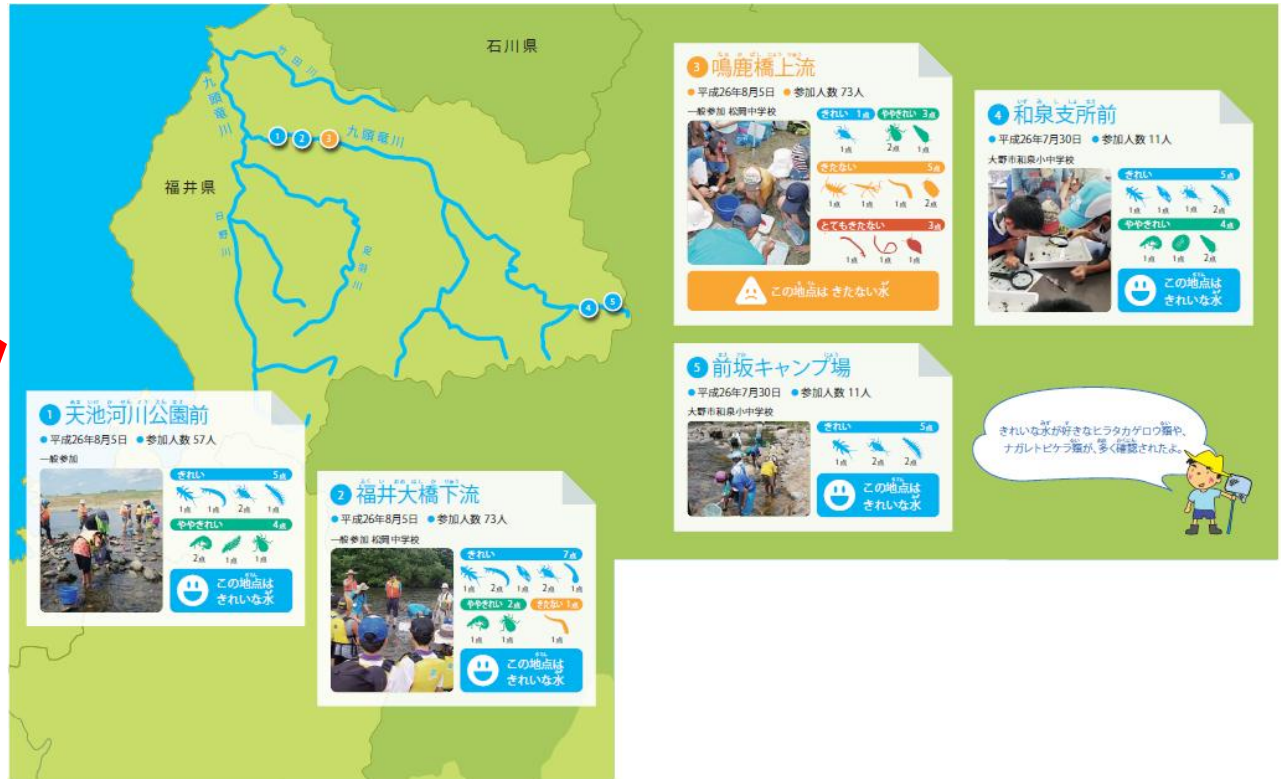 石川県
竹田川
九頭竜川
九頭竜川
1
2
3
福井県
日野川
足羽川
4
5
1 天池河川公園前
●平成26年8月5日 ●参加人数 57人
一般参加
きれい 5点
1点 1点 2点 1点
ややきれい 4点
2点 1点 1点
この地点は
きれいな水
2 福井大橋下流
●平成26年8月5日 ●参加人数 73人
一般参加 松岡中学校
きれい 7点
1点 2点 1点 2点 1点
ややきれい 2点 きたない 1点
1点 1点 1点
この地点は
きれいな水
3 鳴鹿橋上流
●平成26年8月5日 ●参加人数 73人
一般参加 松岡中学校
きれい 1点 ややきれい 3点
1点 2点 1点
きたない 5点
1点 1点 1点 2点
とてもきたない 3点
1点 1点 1点
この地点は きたない水
4 和泉支所前
●平成26年7月30日 ●参加人数 11人
大野市和泉小中学校
きれい 5点
1点 1点 1点 2点
ややきれい 4点
1点 1点 2点
この地点は
きれいな水
5 前坂キャンプ場
●平成26年7月30日 ●参加人数 11人
大野市和泉小中学校
きれい 5点
1点 2点 2点
この地点は
きれいな水
きれいな水が好きなヒラタカゲロウ類や、
ナガレトビケラ類が、多く確認されたよ。